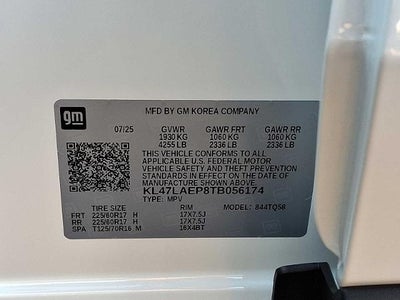 gm
MFD BY GM KOREA COMPANY
07/25 GVWR GAWR FRT GAWR RR
1930 KG 1060 KG 1060 KG
4255 LB 2336 LB 2336 LB
THIS VEHICLE CONFORMS TO ALL
APPLICABLE U.S. FEDERAL MOTOR
VEHICLE SAFETY AND THEFT PREVENTION
STANDARDS IN EFFECT ON THE DATE OF
MANUFACTURE SHOWN ABOVE.
KL47LAEP8TB056174
TYPE: MPV MODEL: 844TQ58
TIRE SIZE RIM
FRT 225/60R17 H 17X7.5J
RR 225/60R17 H 17X7.5J
SPA T125/70R16 M 16X4BT